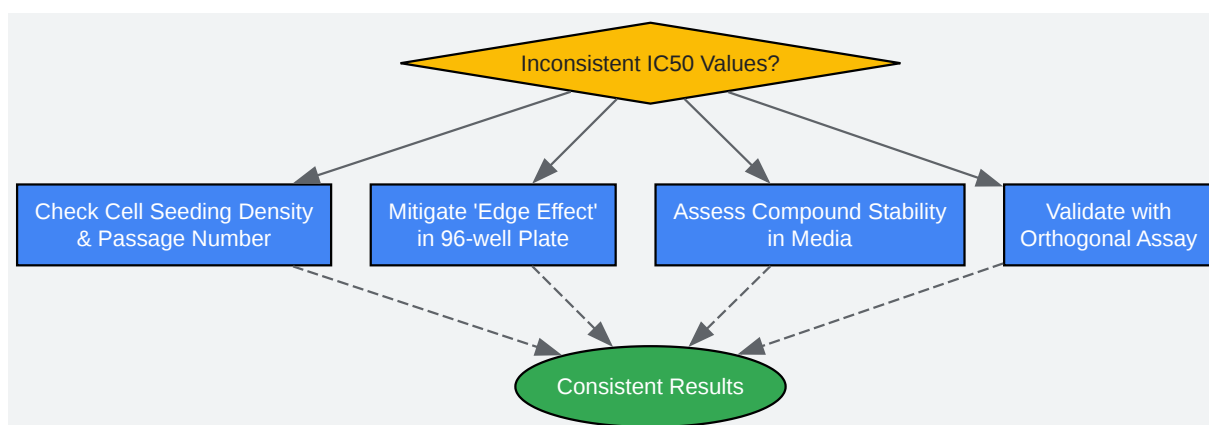 Inconsistent IC50 Values?
Check Cell Seeding Density
& Passage Number
Mitigate 'Edge Effect'
in 96-well Plate
Assess Compound Stability
in Media
Validate with
Orthogonal Assay
Consistent Results